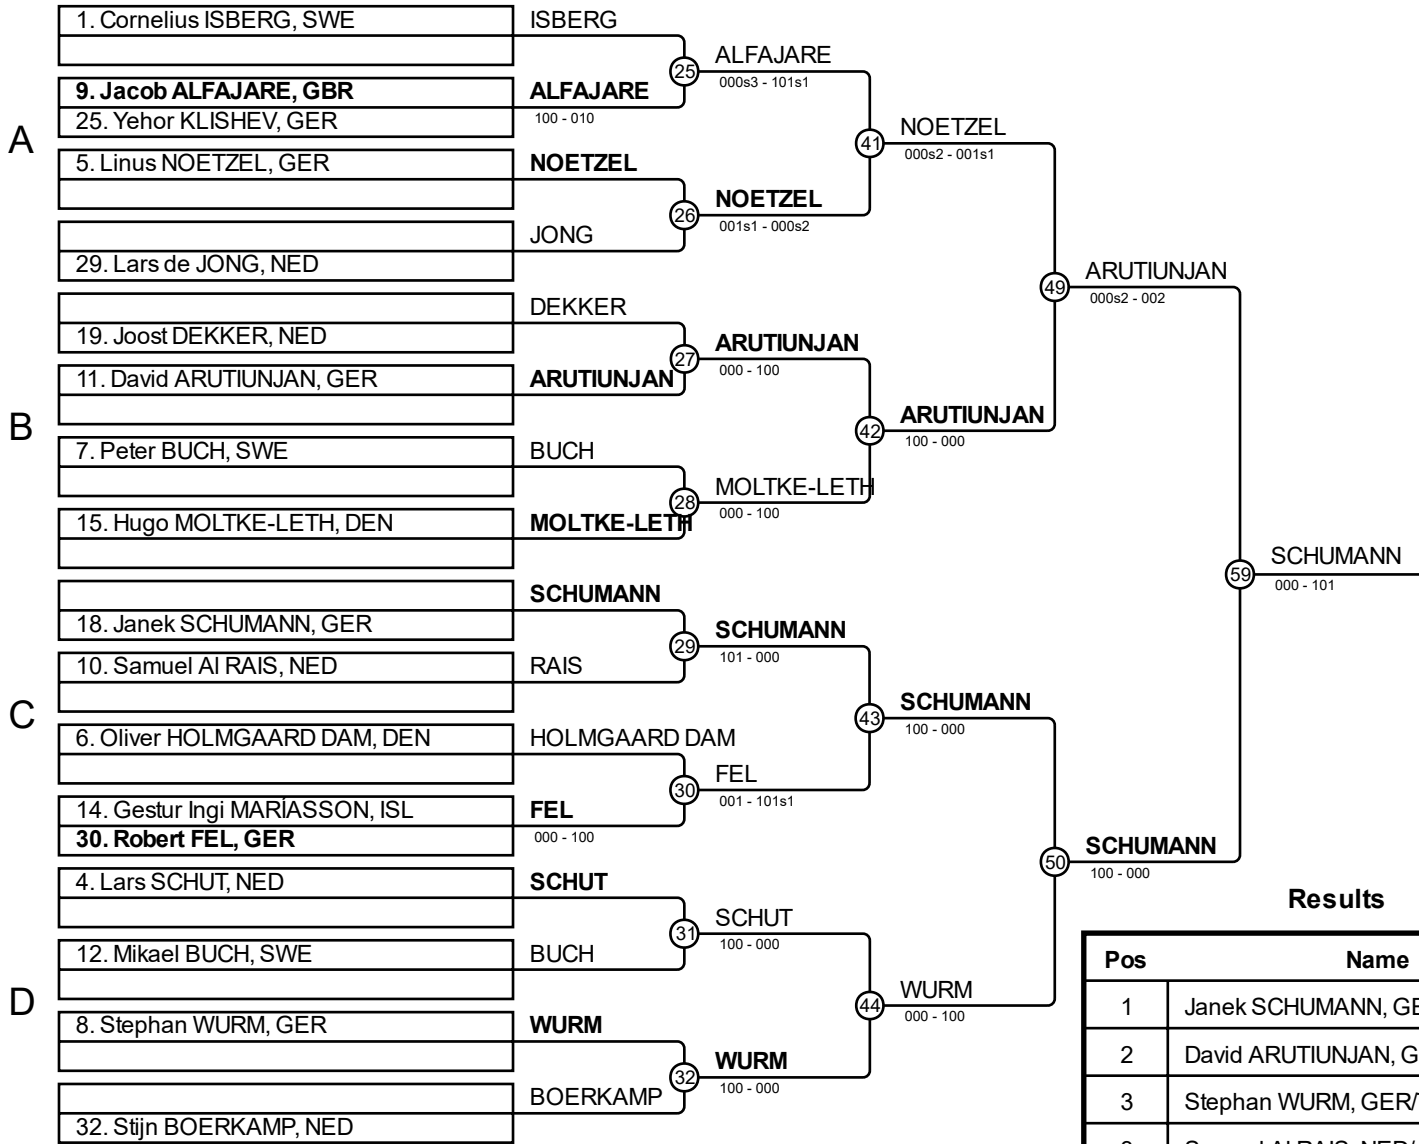 1. Cornelius ISBERG, SWE
9. Jacob ALFAJARE, GBR
25. Yehor KLISHEV, GER
A
5. Linus NOETZEL, GER
29. Lars de JONG, NED
19. Joost DEKKER, NED
11. David ARUTIUNJAN, GER
B
7. Peter BUCH, SWE
15. Hugo MOLTKE-LETH, DEN
18. Janek SCHUMANN, GER
10. Samuel Al RAIS, NED
C
6. Oliver HOLMGAARD DAM, DEN
14. Gestur Ingi MARÍASSON, ISL
30. Robert FEL, GER
4. Lars SCHUT, NED
12. Mikael BUCH, SWE
D
8. Stephan WURM, GER
32. Stijn BOERKAMP, NED
ISBERG
ALFAJARE
100 - 010
NOETZEL
JONG
DEKKER
ARUTIUNJAN
BUCH
MOLTKE-LETH
SCHUMANN
RAIS
HOLMGAARD DAM
FEL
000 - 100
SCHUT
BUCH
WURM
BOERKAMP
25
26
27
28
29
30
31
32
ALFAJARE
000s3 - 101s1
NOETZEL
001s1 - 000s2
ARUTIUNJAN
000 - 100
MOLTKE-LETH
000 - 100
SCHUMANN
101 - 000
FEL
001 - 101s1
SCHUT
100 - 000
WURM
100 - 000
41
42
43
44
NOETZEL
000s2 - 001s1
ARUTIUNJAN
100 - 000
SCHUMANN
100 - 000
WURM
000 - 100
49
50
ARUTIUNJAN
000s2 - 002
SCHUMANN
100 - 000
59
SCHUMANN
000 - 101
Results
Pos Name
1 Janek SCHUMANN,
2 David ARUTIUNJAN,
3 Stephan WURM, GER/